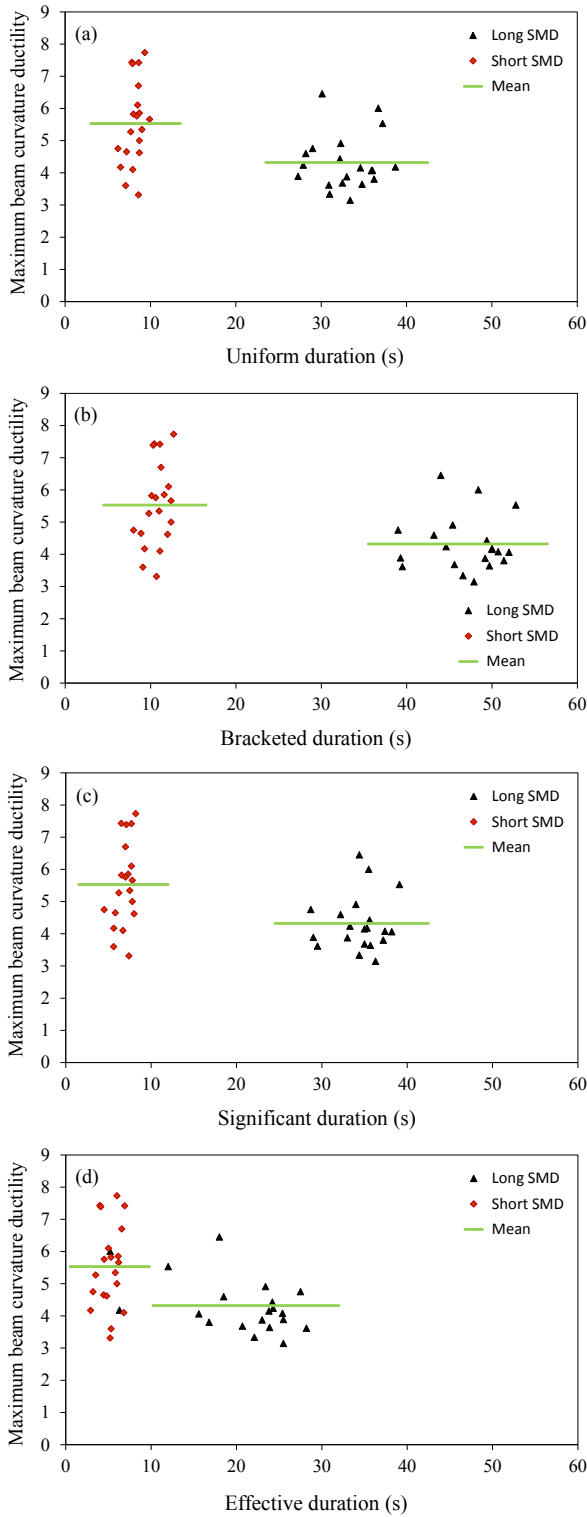 (a)
Long SMD
Short SMD
Mean
Maximum beam curvature ductility
9
8
7
6
5
4
3
2
1
0
0 10 20 30 40 50 60
Uniform duration (s)
(b)
Long SMD
Short SMD
Mean
Maximum beam curvature ductility
9
8
7
6
5
4
3
2
1
0
0 10 20 30 40 50 60
Bracketed duration (s)
(c)
Long SMD
Short SMD
Mean
Maximum beam curvature ductility
9
8
7
6
5
4
3
2
1
0
0 10 20 30 40 50 60
Significant duration (s)
(d)
Long SMD
Short SMD
Mean
Maximum beam curvature ductility
9
8
7
6
5
4
3
2
1
0
0 10 20 30 40 50 60
Effective duration (s)